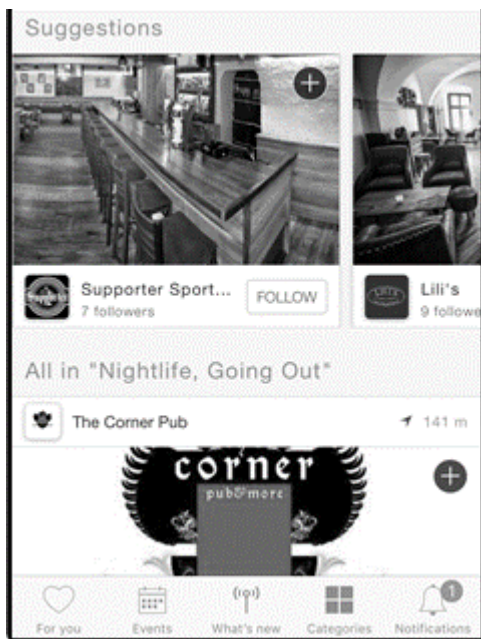 Suggestions
Supporter Sport...
7 followers
FOLLOW
Lili's
9 followe
All in "Nightlife, Going Out"
The Corner Pub
141 m
corner
pub&more
1
For you
Events
What's new
Categories
Notifications